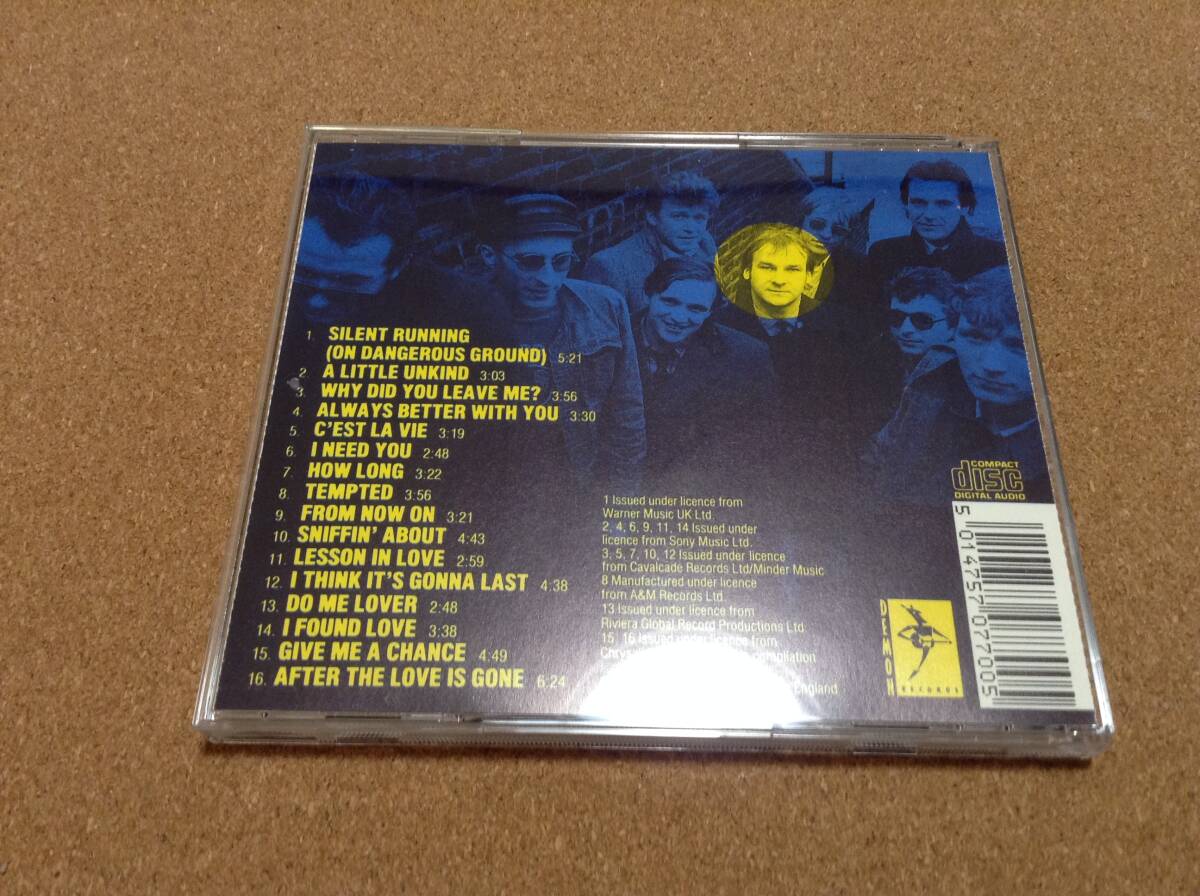 1. SILENT RUNNING
(ON DANGEROUS GROUND) 5:21
2. A LITTLE UNKIND 3:03
3. WHY DID YOU LEAVE ME? 3:56
4. ALWAYS BETTER WITH YOU 3:30
5. C'EST LA VIE 3:19
6. I NEED YOU 2:48
7. HOW LONG 3:22
8. TEMPTED 3:56
9. FROM NOW ON 3:21
10. SNIFFIN' ABOUT 4:43
11. LESSON IN LOVE 2:59
12. I THINK IT'S GONNA LAST 4:38
13. DO ME LOVER 2:48
14. I FOUND LOVE 3:38
15. GIVE ME A CHANCE 4:49
16. AFTER THE LOVE IS GONE 6:24
1 Issued under licence from
Warner Music UK Ltd.
2, 4, 6, 9, 11, 14 Issued under
licence from Sony Music Ltd.
3, 5, 7, 10, 12 Issued under licence
from Cavalcade Records Ltd/Minder Music
8 Manufactured under licence
from A&M Records Ltd.
13 Issued under licence from
Riviera Global Record Productions Ltd
15, 16 Issued under licence from
compilation
England
COMPACT
disc
DIGITAL AUDIO
DEMON
RECORDS
5 014757 077005